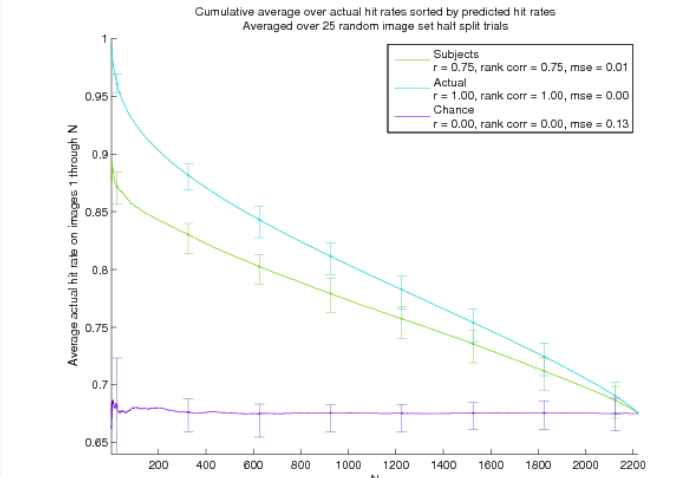 Cumulative average over actual hit rates sorted by predicted hit rates
Averaged over 25 random image set half split trials
Subjects
r = 0.75, rank corr = 0.75, mse = 0.01
Actual
r = 1.00, rank corr = 1.00, mse = 0.00
Chance
r = 0.00, rank corr = 0.00, mse = 0.13
Average actual hit rate on images 1 through N
1
0.95
0.9
0.85
0.8
0.75
0.7
0.65
200 400 600 800 1000 1200 1400 1600 1800 2000 2200
N